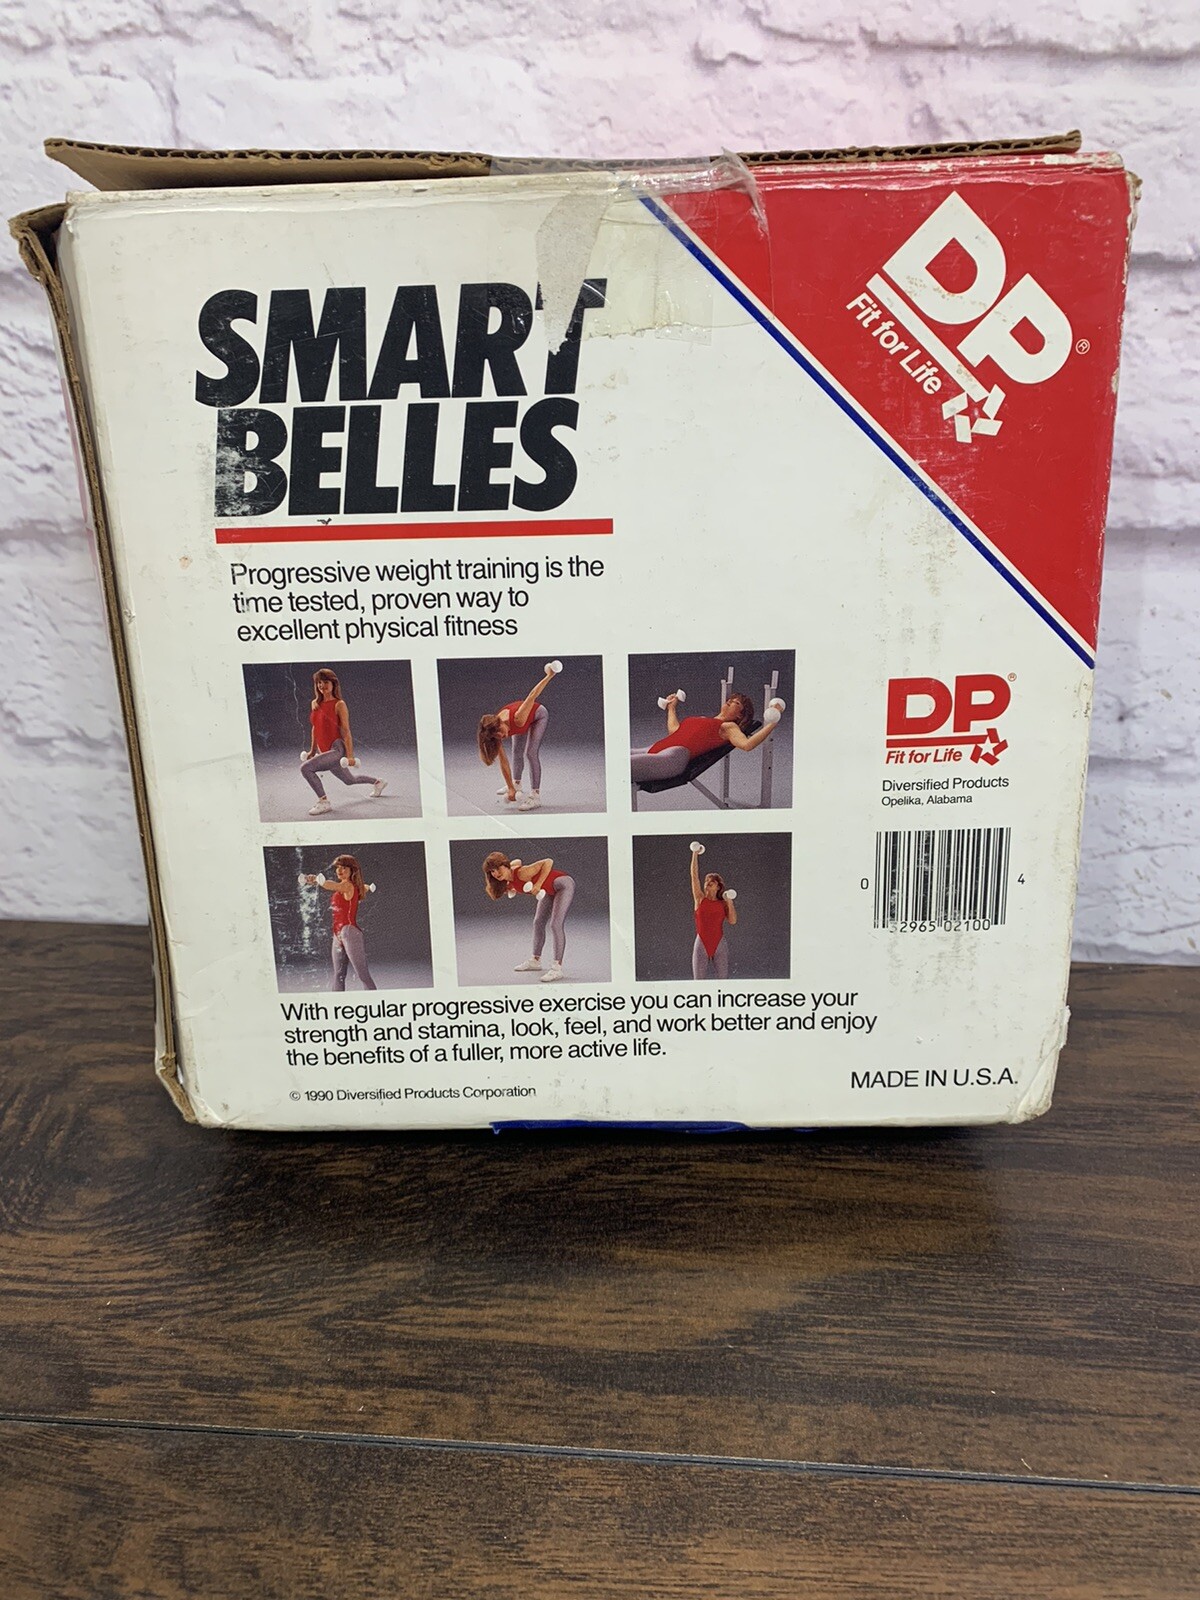 DP®
Fit for Life
SMART
BELLES
Progressive weight training is the
time tested, proven way to
excellent physical fitness
DP®
Fit for Life
Diversified Products
Opelika, Alabama
0 32965 02100 4
With regular progressive exercise you can increase your
strength and stamina, look, feel, and work better and enjoy
the benefits of a fuller, more active life.
© 1990 Diversified Products Corporation
MADE IN U.S.A.